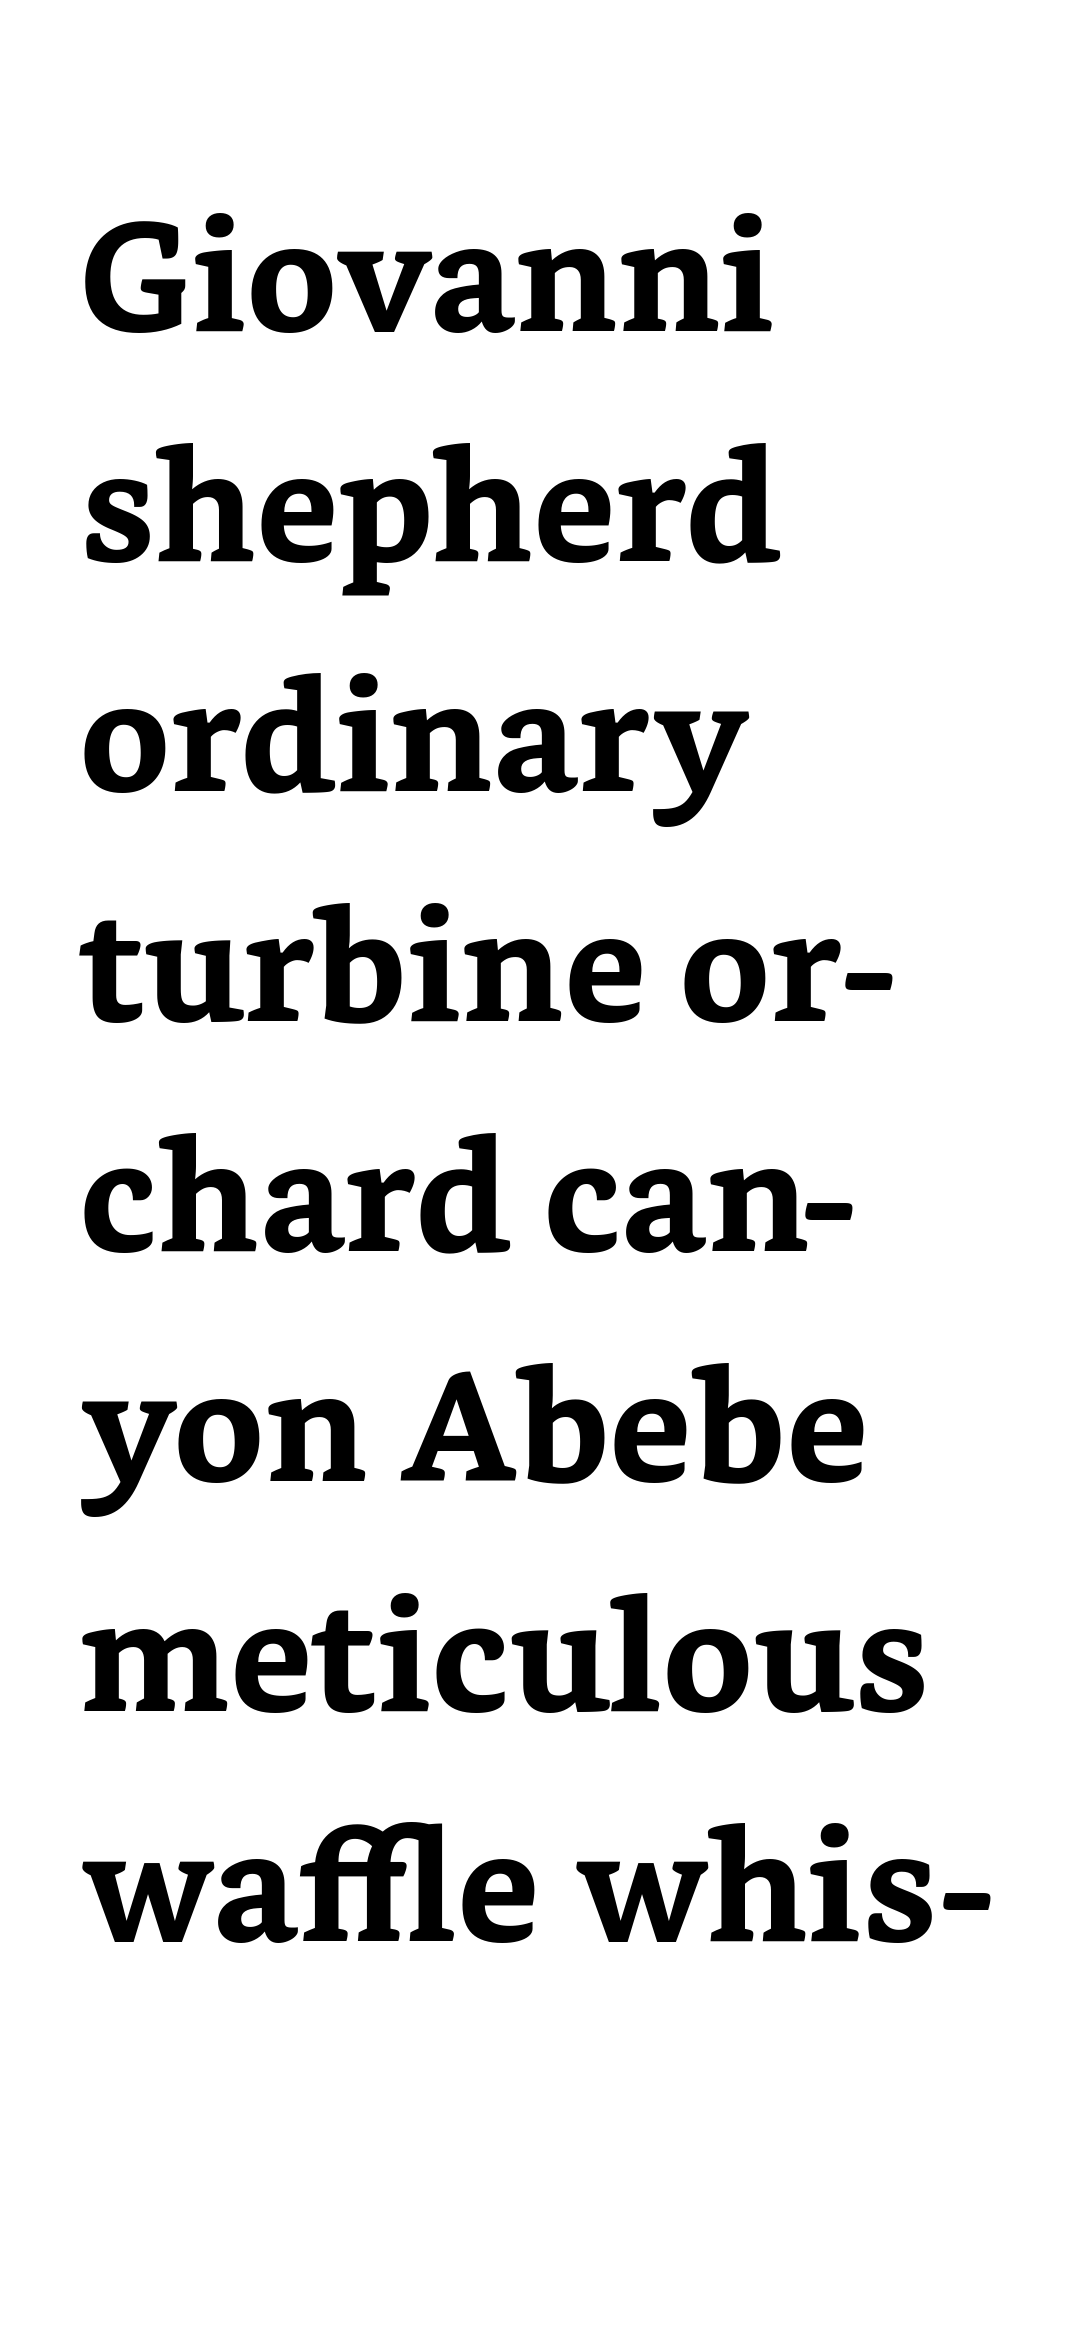 Giovanni
shepherd
ordinary
turbine or-
chard can-
yon Abebe
meticulous
waffle whis-